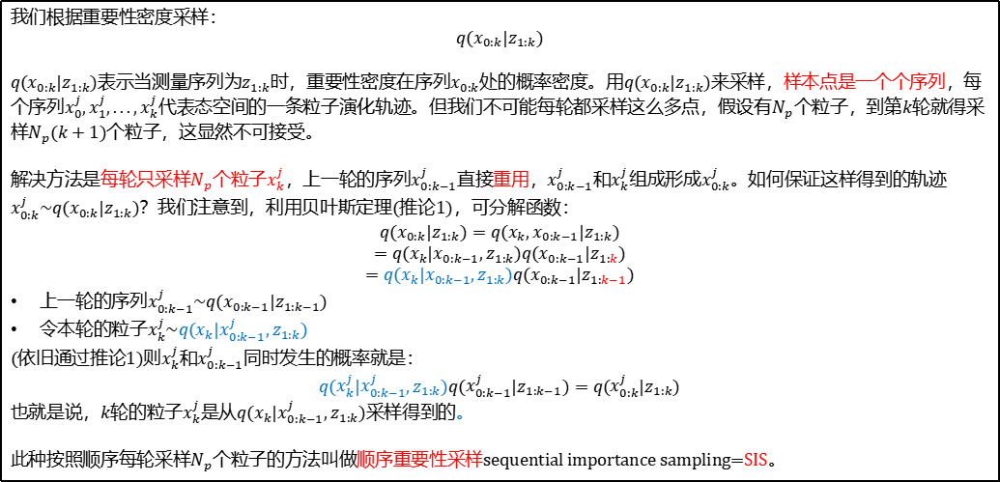 我们根据重要性密度采样：
$q(x_{0:k}|z_{1:k})$
$q(x_{0:k}|z_{1:k})$表示当测量序列为$z_{1:k}$时，重要性密度在序列$x_{0:k}$处的概率密度。用$q(x_{0:k}|z_{1:k})$来采样，样本点是一个个序列，每
个序列$x_0^j, x_1^j, \ldots, x_k^j$代表态空间的一条粒子演化轨迹。但我们不可能每轮都采样这么多点，假设有$N_p$个粒子，到第$k$轮就得采
样$N_p(k+1)$个粒子，这显然不可接受。
解决方法是每轮只采样$N_p$个粒子$x_k^j$，上一轮的序列$x_{0:k-1}^j$直接重用，$x_{0:k-1}^j$和$x_k^j$组成形成$x_{0:k}^j$。如何保证这样得到的轨迹
$x_{0:k}^j \sim q(x_{0:k}|z_{1:k})$？我们注意到，利用贝叶斯定理(推论1)，可分解函数：
$q(x_{0:k}|z_{1:k}) = q(x_k, x_{0:k-1}|z_{1:k})$
$= q(x_k|x_{0:k-1}, z_{1:k})q(x_{0:k-1}|z_{1:k})$
$= q(x_k|x_{0:k-1}, z_{1:k})q(x_{0:k-1}|z_{1:k-1})$
• 上一轮的序列$x_{0:k-1}^j \sim q(x_{0:k-1}|z_{1:k-1})$
• 令本轮的粒子$x_k^j \sim q(x_k|x_{0:k-1}^j, z_{1:k})$
(依旧通过推论1)则$x_k^j$和$x_{0:k-1}^j$同时发生的概率就是：
$q(x_k^j|x_{0:k-1}^j, z_{1:k})q(x_{0:k-1}^j|z_{1:k-1}) = q(x_{0:k}^j|z_{1:k})$
也就是说，$k$轮的粒子$x_k^j$是从$q(x_k|x_{0:k-1}^j, z_{1:k})$采样得到的。
此种按照顺序每轮采样$N_p$个粒子的方法叫做顺序重要性采样sequential importance sampling=SIS。